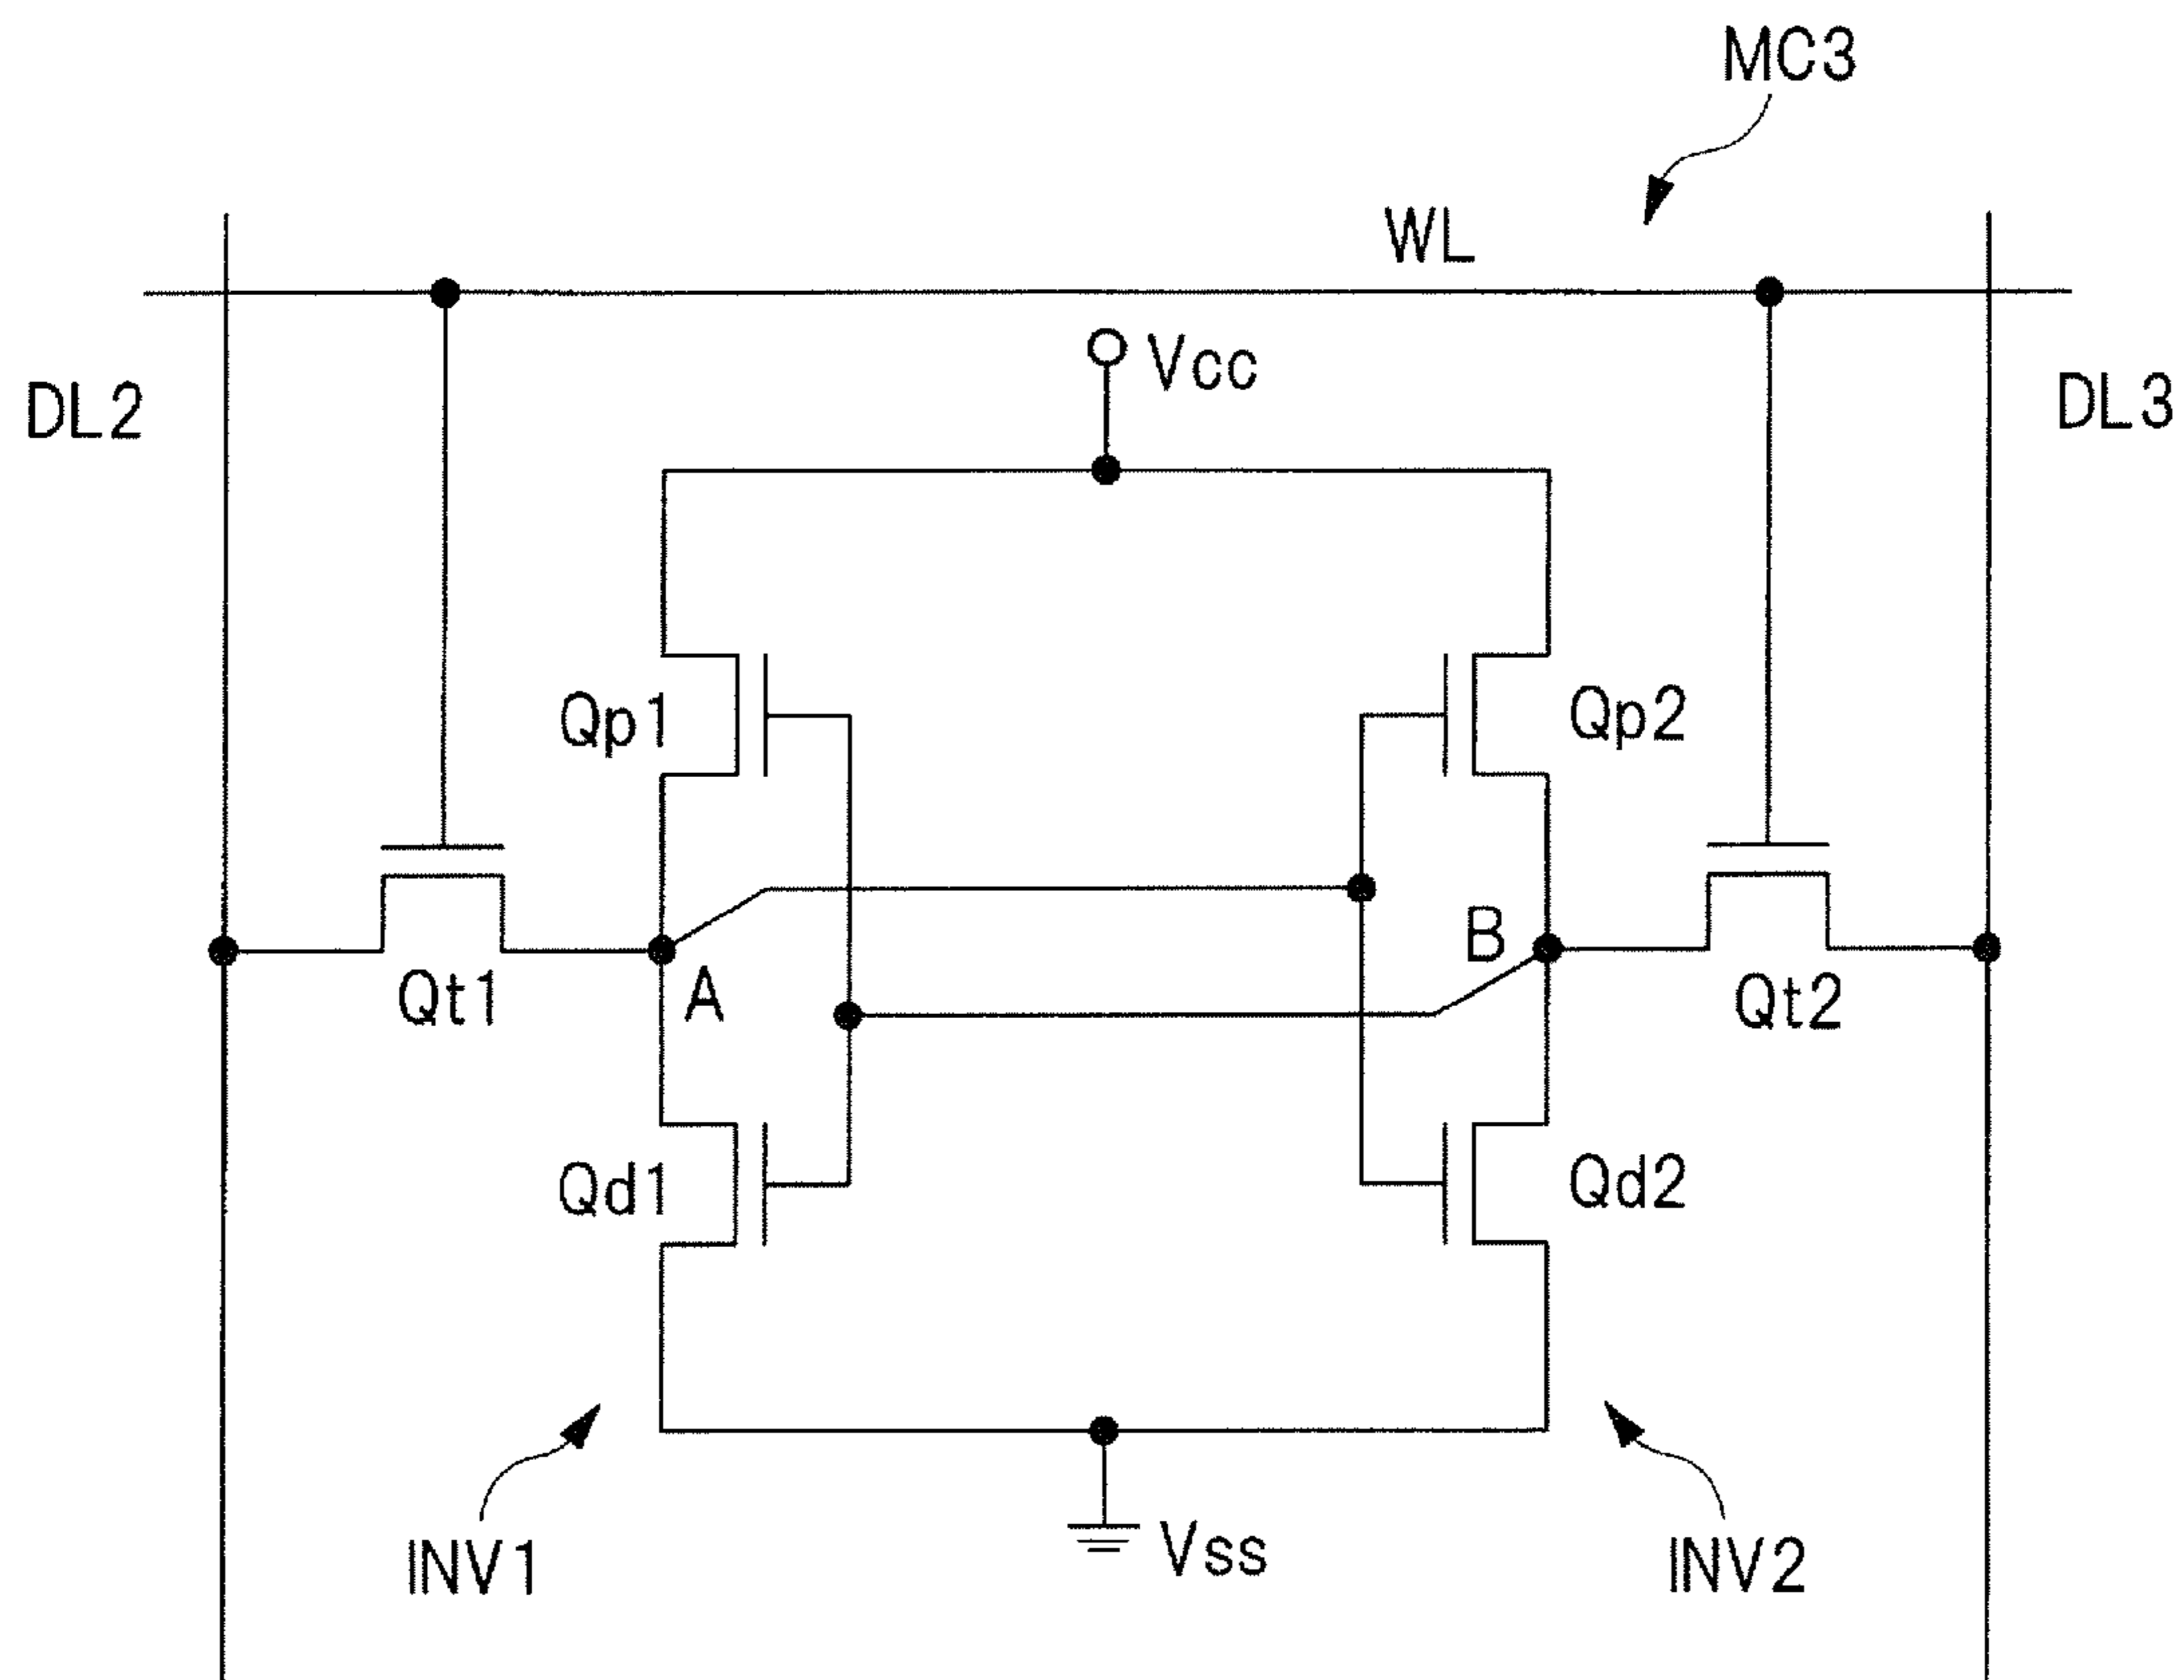 MC3
WL
Vcc
DL2
DL3
Qp1
Qp2
B
Qt1
A
Qt2
Qd1
Qd2
INV1
Vss
INV2